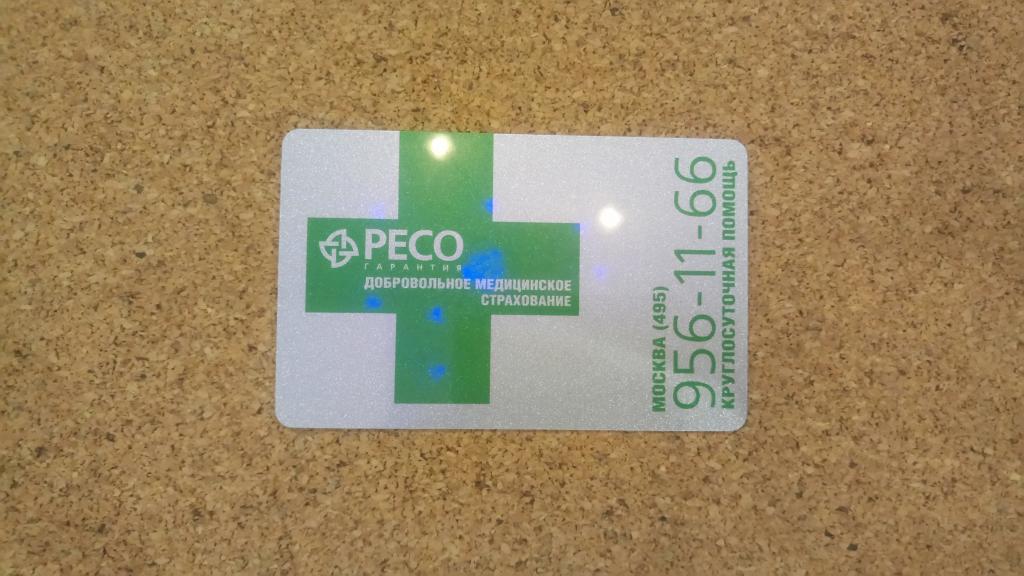 РЕСО
ГАРАНТИЯ
ДОБРОВОЛЬНОЕ МЕДИЦИНСКОЕ
СТРАХОВАНИЕ
МОСКВА (495)
956-11-66
КРУГЛОСУТОЧНАЯ ПОМОЩЬ